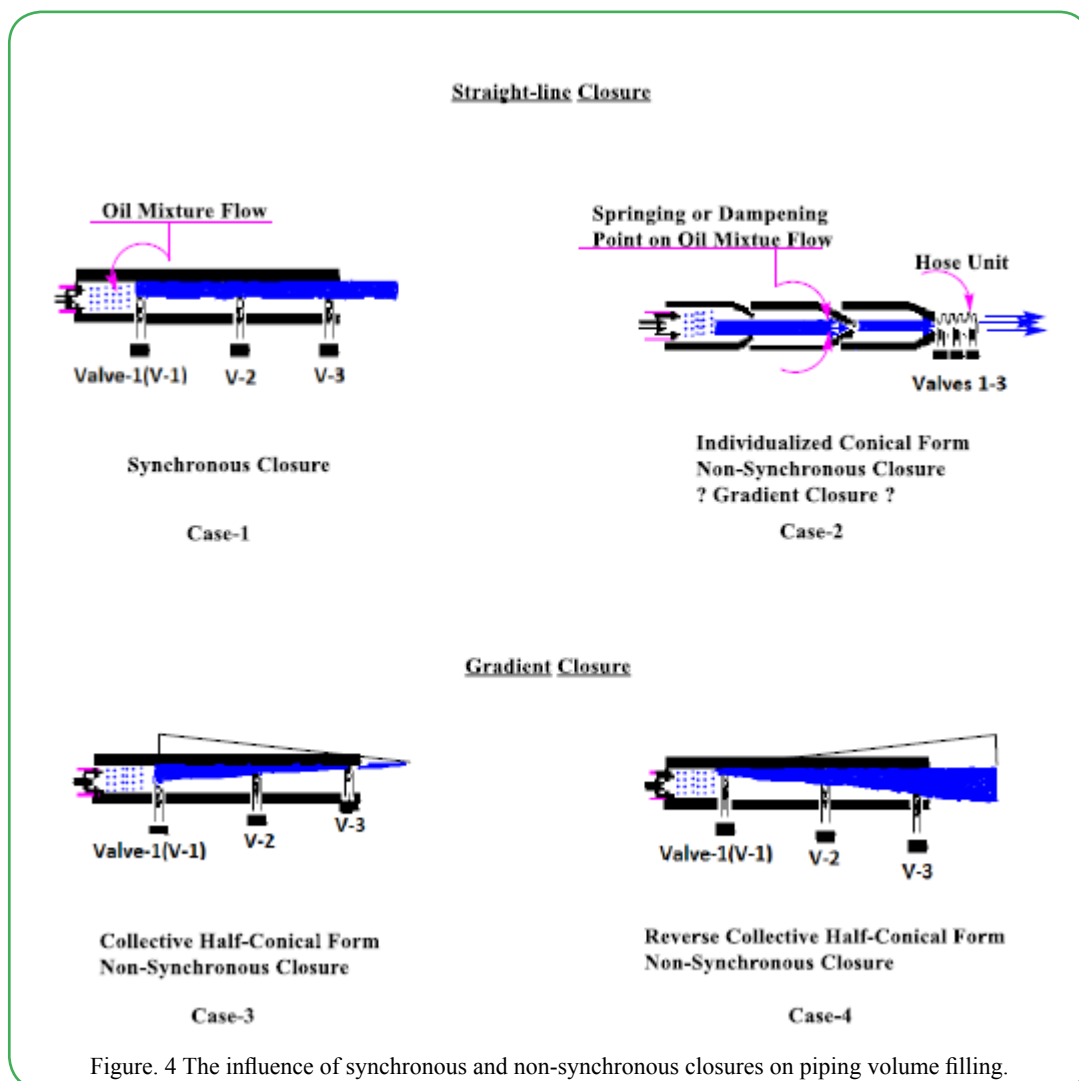 Straight-line Closure
Oil Mixture Flow
Valve-1(V-1)
V-2
V-3
Synchronous Closure
Case-1
Springing or Dampening
Point on Oil Mixtue Flow
Hose Unit
Valves 1-3
Individualized Conical Form
Non-Synchronous Closure
? Gradient Closure ?
Case-2
Gradient Closure
Valve-1(V-1)
V-2
V-3
Collective Half-Conical Form
Non-Synchronous Closure
Case-3
Valve-1(V-1)
V-2
V-3
Reverse Collective Half-Conical Form
Non-Synchronous Closure
Case-4
Figure. 4 The influence of synchronous and non-synchronous closures on piping volume filling.